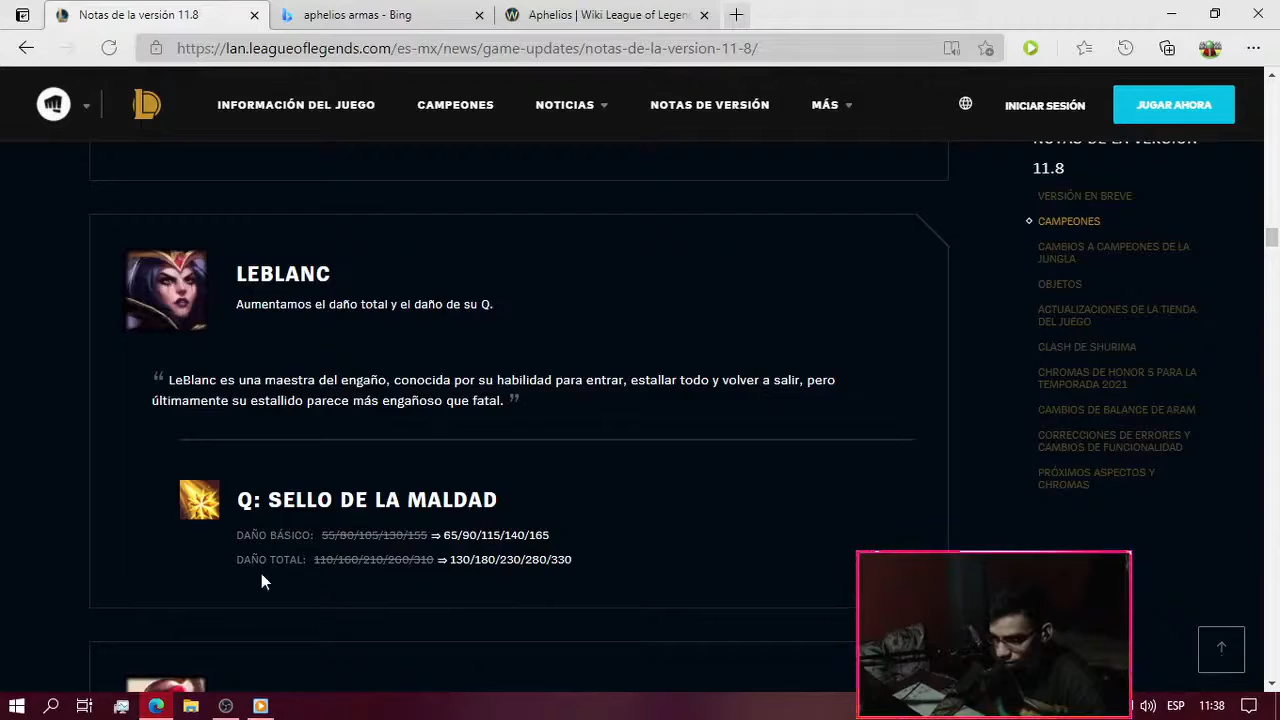 Notas de la versión 11.8
aphelios armas - Bing
Aphelios | Wiki League of Legen
https://lan.leagueoflegends.com/es-mx/news/game-updates/notas-de-la-version-11-8/
INFORMACIÓN DEL JUEGO
CAMPEONES
NOTICIAS
NOTAS DE VERSIÓN
MÁS
INICIAR SESIÓN
JUGAR AHORA
NOTAS DE LA VERSIÓN
11.8
VERSIÓN EN BREVE
CAMPEONES
CAMBIOS A CAMPEONES DE LA
JUNGLA
OBJETOS
ACTUALIZACIONES DE LA TIENDA
DEL JUEGO
CLASH DE SHURIMA
CHROMAS DE HONOR 5 PARA LA
TEMPORADA 2021
CAMBIOS DE BALANCE DE ARAM
CORRECCIONES DE ERRORES Y
CAMBIOS DE FUNCIONALIDAD
PRÓXIMOS ASPECTOS Y
CHROMAS
LEBLANC
Aumentamos el daño total y el daño de su Q.
“ LeBlanc es una maestra del engaño, conocida por su habilidad para entrar, estallar todo y volver a salir, pero
últimamente su estallido parece más engañoso que fatal. ”
Q: SELLO DE LA MALDAD
DAÑO BÁSICO: 55/80/105/130/155 ⇒ 65/90/115/140/165
DAÑO TOTAL: 110/160/210/260/310 ⇒ 130/180/230/280/330
ESP
11:38